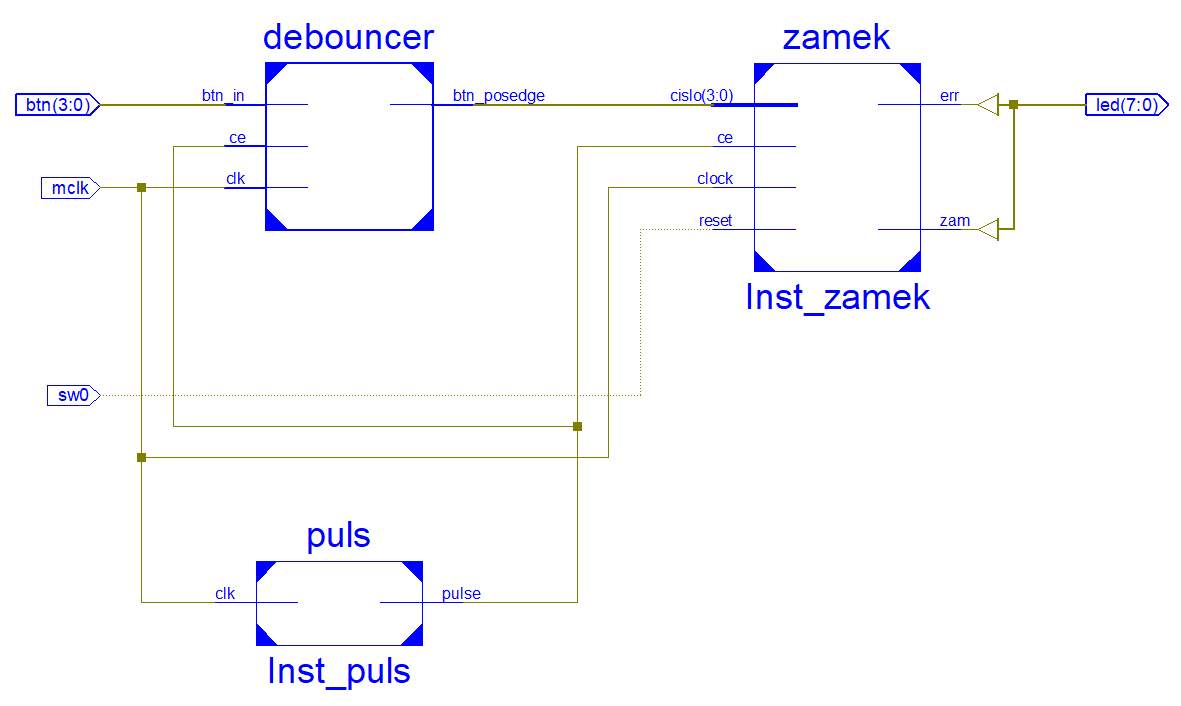 debouncer
zamek
btn(3:0)
btn_in
btn_posedge
cislo(3:0)
err
led(7:0)
ce
ce
mclk
clk
clock
reset
zam
Inst_zamek
sw0
puls
clk
pulse
Inst_puls